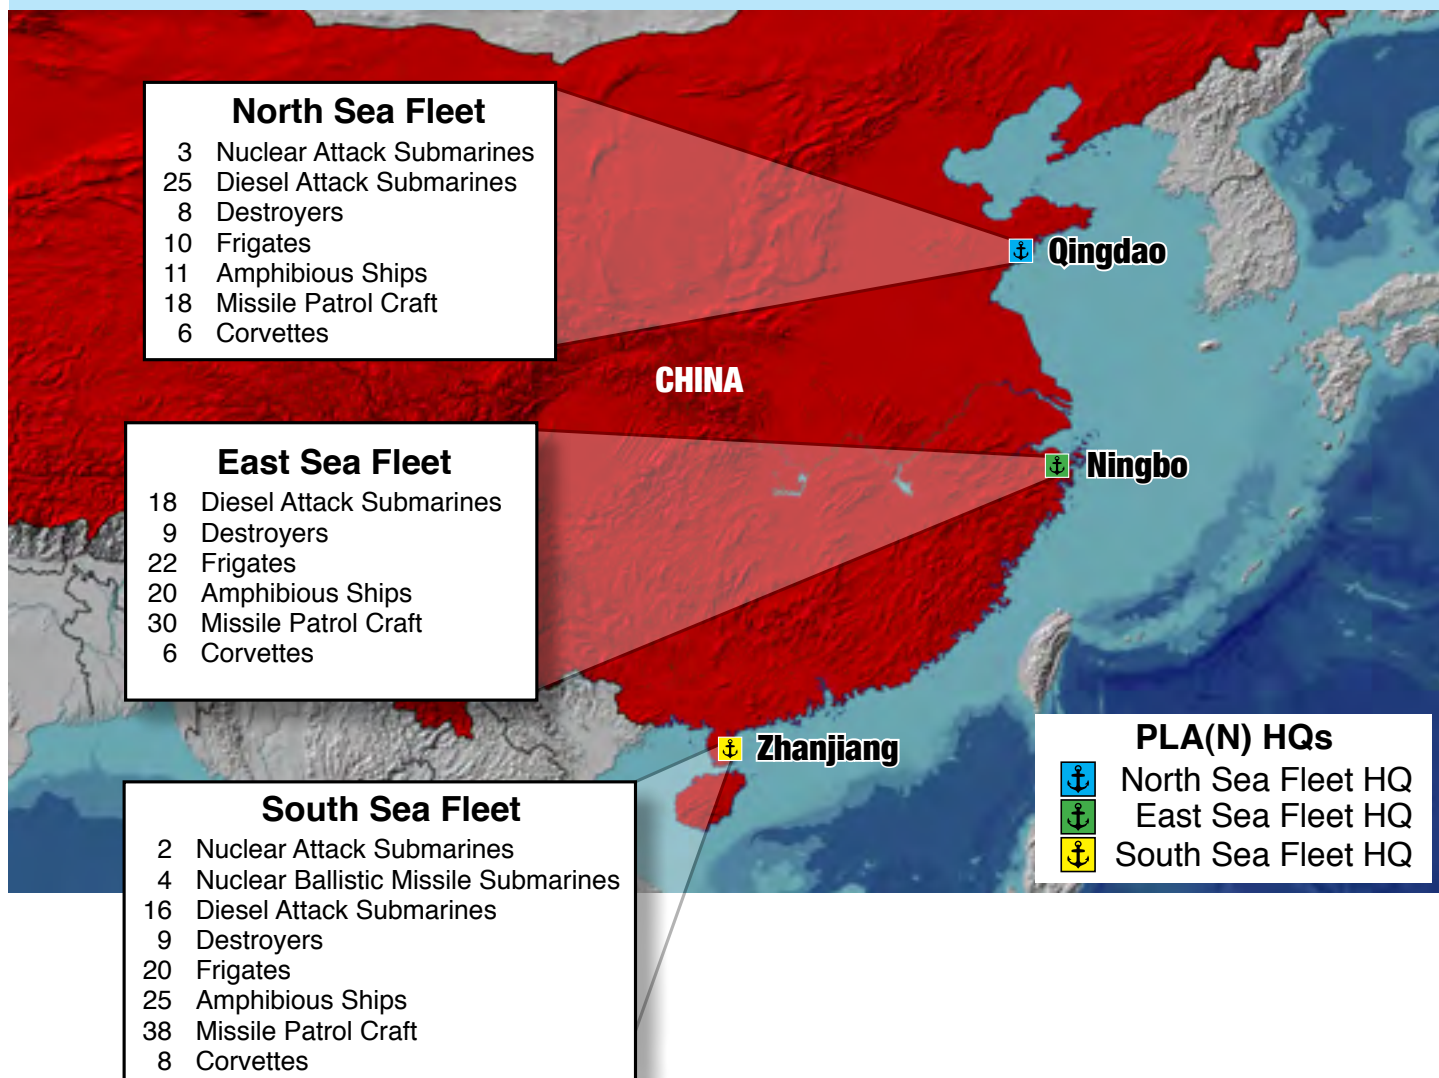 North Sea Fleet
3 Nuclear Attack Submarines
25 Diesel Attack Submarines
8 Destroyers
10 Frigates
11 Amphibious Ships
18 Missile Patrol Craft
6 Corvettes
Qingdao
CHINA
East Sea Fleet
18 Diesel Attack Submarines
9 Destroyers
22 Frigates
20 Amphibious Ships
30 Missile Patrol Craft
6 Corvettes
Ningbo
Zhanjiang
South Sea Fleet
2 Nuclear Attack Submarines
4 Nuclear Ballistic Missile Submarines
16 Diesel Attack Submarines
9 Destroyers
20 Frigates
25 Amphibious Ships
38 Missile Patrol Craft
8 Corvettes
PLA(N) HQs
North Sea Fleet HQ
East Sea Fleet HQ
South Sea Fleet HQ